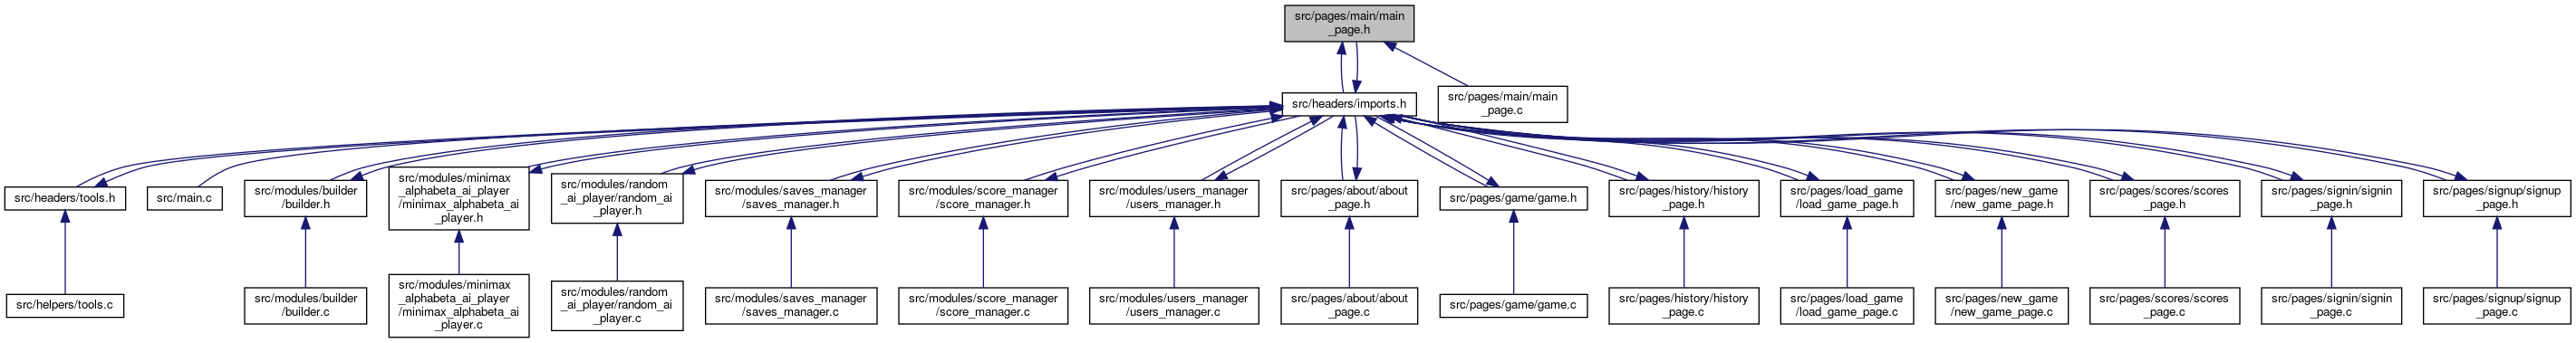 src/pages/main/main
_page.h
src/headers/imports.h
src/pages/main/main
_page.c
src/headers/tools.h
src/main.c
src/modules/builder
/builder.h
src/modules/minimax
_alphabeta_ai_player
/minimax_alphabeta_ai
_player.h
src/modules/random
_ai_player/random_ai
_player.h
src/modules/saves_manager
/saves_manager.h
src/modules/score_manager
/score_manager.h
src/modules/users_manager
/users_manager.h
src/pages/about/about
_page.h
src/pages/game/game.h
src/pages/history/history
_page.h
src/pages/load_game
/load_game_page.h
src/pages/new_game
/new_game_page.h
src/pages/scores/scores
_page.h
src/pages/signin/signin
_page.h
src/pages/signup/signup
_page.h
src/helpers/tools.c
src/modules/builder
/builder.c
src/modules/minimax
_alphabeta_ai_player
/minimax_alphabeta_ai
_player.c
src/modules/random
_ai_player/random_ai
_player.c
src/modules/saves_manager
/saves_manager.c
src/modules/score_manager
/score_manager.c
src/modules/users_manager
/users_manager.c
src/pages/about/about
_page.c
src/pages/game/game.c
src/pages/history/history
_page.c
src/pages/load_game
/load_game_page.c
src/pages/new_game
/new_game_page.c
src/pages/scores/scores
_page.c
src/pages/signin/signin
_page.c
src/pages/signup/signup
_page.c